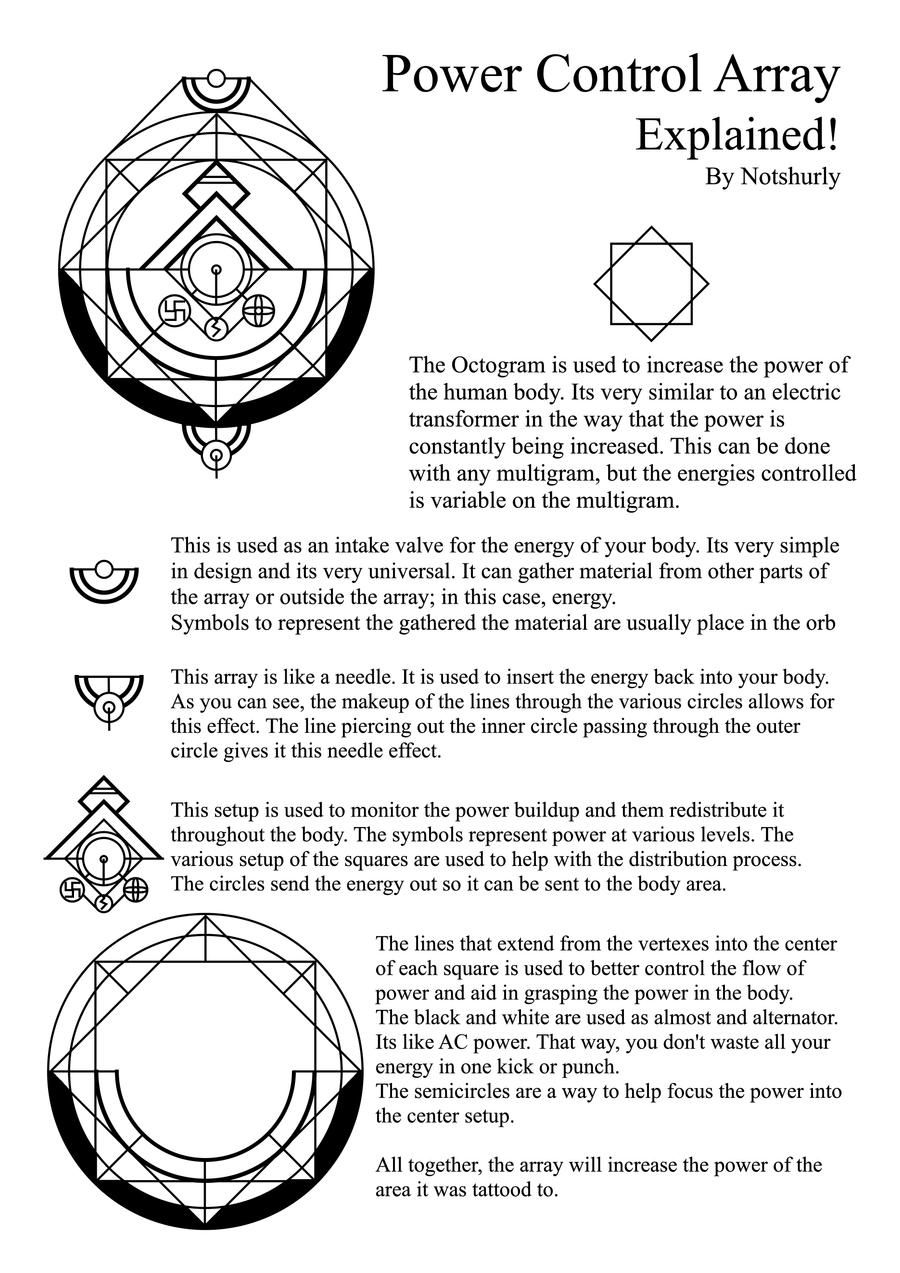 Power Control Array
Explained!
By Notshurly
The Octogram is used to increase the power of
the human body. Its very similar to an electric
transformer in the way that the power is
constantly being increased. This can be done
with any multigram, but the energies controlled
is variable on the multigram.
This is used as an intake valve for the energy of your body. Its very simple
in design and its very universal. It can gather material from other parts of
the array or outside the array; in this case, energy.
Symbols to represent the gathered the material are usually place in the orb
This array is like a needle. It is used to insert the energy back into your body.
As you can see, the makeup of the lines through the various circles allows for
this effect. The line piercing out the inner circle passing through the outer
circle gives it this needle effect.
This setup is used to monitor the power buildup and them redistribute it
throughout the body. The symbols represent power at various levels. The
various setup of the squares are used to help with the distribution process.
The circles send the energy out so it can be sent to the body area.
The lines that extend from the vertexes into the center
of each square is used to better control the flow of
power and aid in grasping the power in the body.
The black and white are used as almost and alternator.
Its like AC power. That way, you don't waste all your
energy in one kick or punch.
The semicircles are a way to help focus the power into
the center setup.
All together, the array will increase the power of the
area it was tattood to.